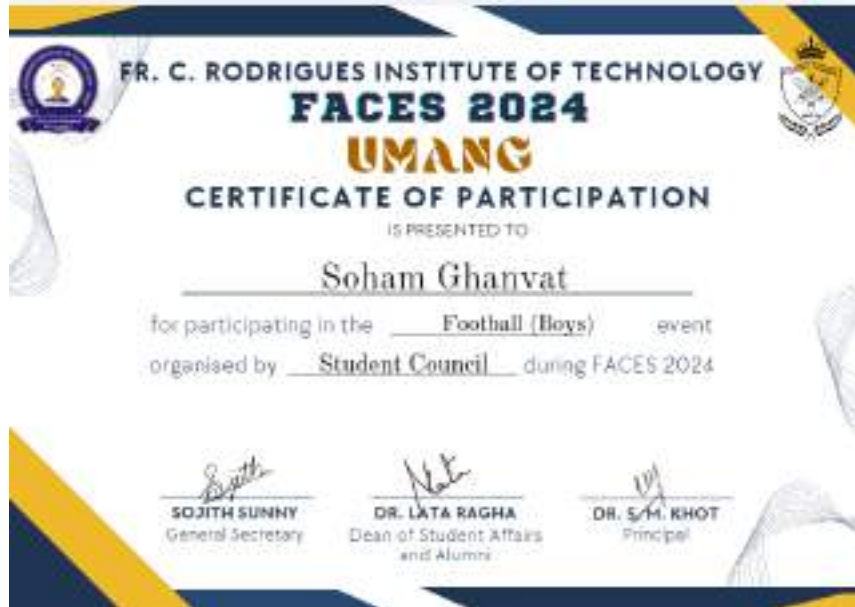 FR. C. RODRIGUES INSTITUTE OF TECHNOLOGY
FACES 2024
UMANG
CERTIFICATE OF PARTICIPATION
IS PRESENTED TO
Soham Ghanvat
for participating in the Football (Boys) event
organised by Student Council during FACES 2024
SOJITH SUNNY
General Secretary
DR. LATA RAGHA
Dean of Student Affairs
and Alumni
DR. S. M. KHOT
Principal